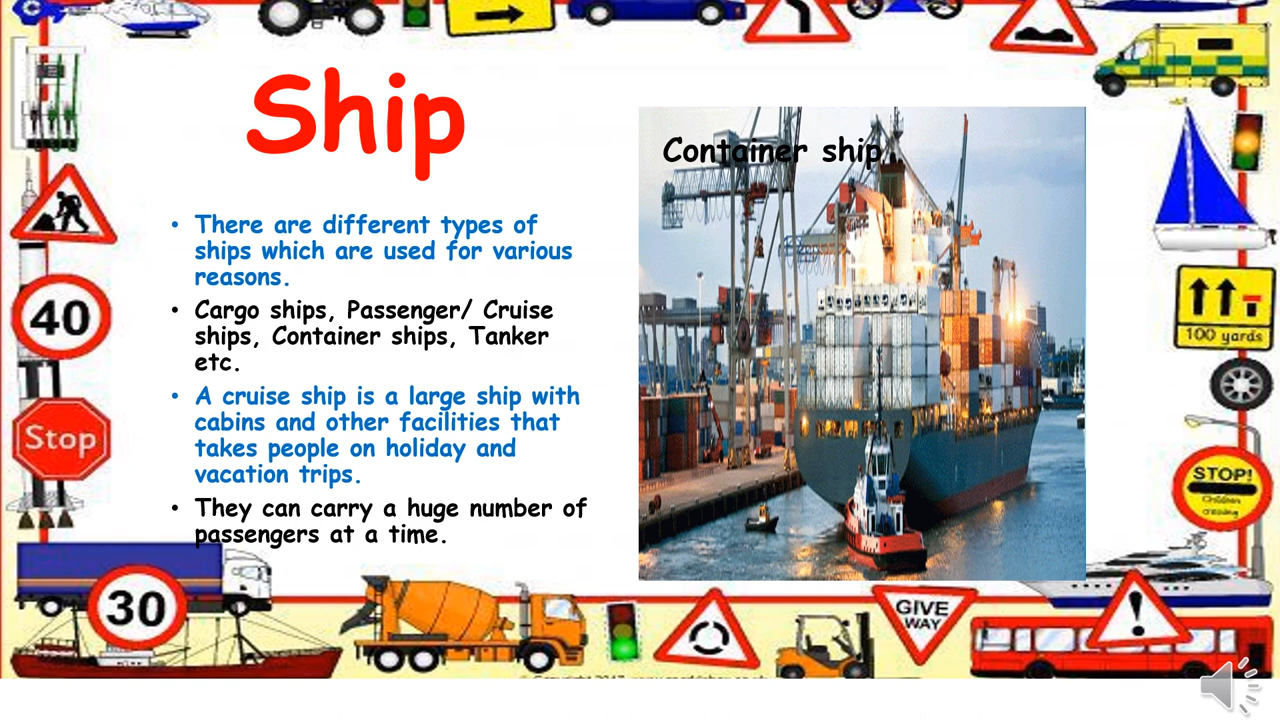 Ship
Container ship
• There are different types of
ships which are used for various
reasons.
• Cargo ships, Passenger/ Cruise
ships, Container ships, Tanker
etc.
• A cruise ship is a large ship with
cabins and other facilities that
takes people on holiday and
vacation trips.
• They can carry a huge number of
passengers at a time.
40
Stop
30
100 yards
STOP!
Children
crossing
GIVE
WAY